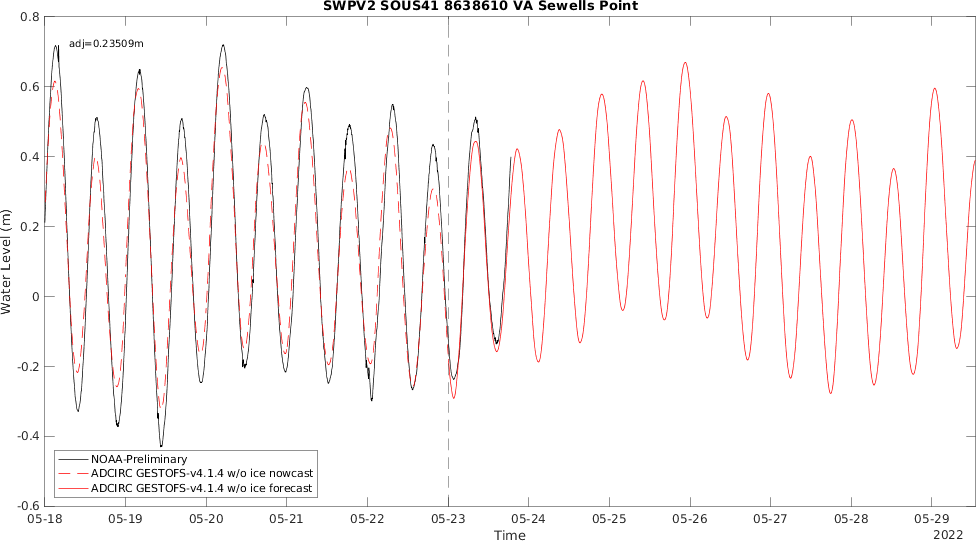 SWPV2 SOUS41 8638610 VA Sewells Point
adj=0.23509m
0.8
0.6
0.4
0.2
0
-0.2
-0.4
-0.6
Water Level (m)
NOAA-Preliminary
ADCIRC GESTOFS-v4.1.4 w/o ice nowcast
ADCIRC GESTOFS-v4.1.4 w/o ice forecast
05-18 05-19 05-20 05-21 05-22 05-23 05-24 05-25 05-26 05-27 05-28 05-29
Time
2022